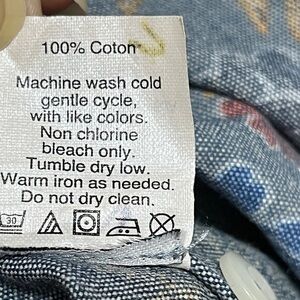 100% Coton
Machine wash cold
gentle cycle,
with like colors.
Non chlorine
bleach only.
Tumble dry low.
Warm iron as needed.
Do not dry clean.
30